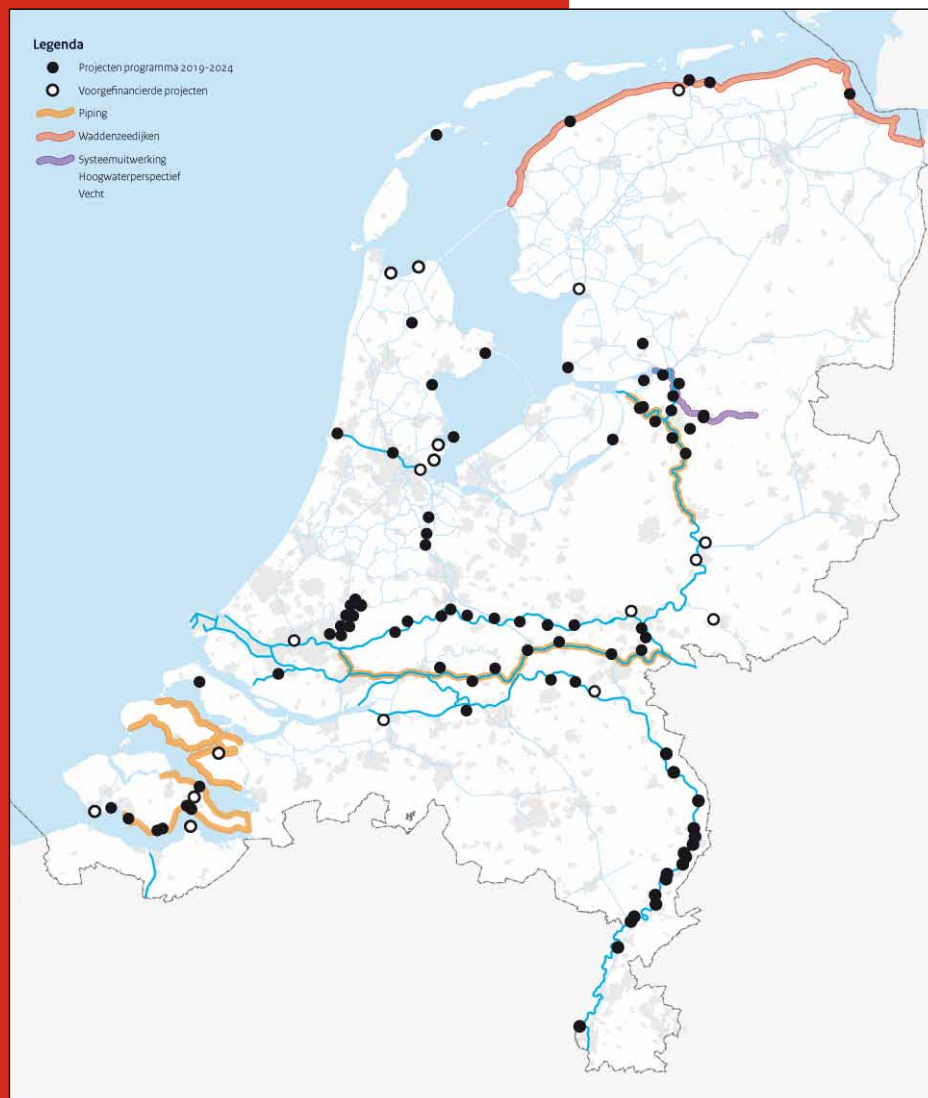 Legenda
Projecten programma 2019-2024
Voorgefinancierde projecten
Piping
Waddenzeedijken
Systeemuitwerking
Hoogwaterperspectief
Vecht